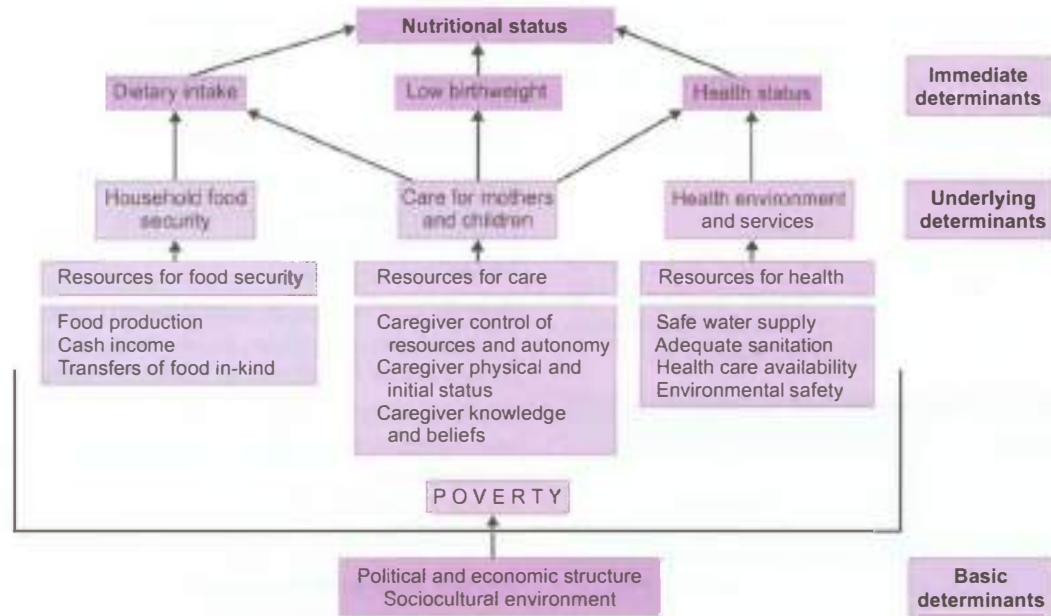 Nutritional status
Dietary intake
Low birthweight
Health status
Immediate
determinants
Household food
security
Care for mothers
and children
Health environment
and services
Underlying
determinants
Resources for food security
Resources for care
Resources for health
Food production
Cash income
Transfers of food in-kind
Caregiver control of
resources and autonomy
Caregiver physical and
initial status
Caregiver knowledge
and beliefs
Safe water supply
Adequate sanitation
Health care availability
Environmental safety
POVERTY
Political and economic structure
Sociocultural environment
Basic
determinants